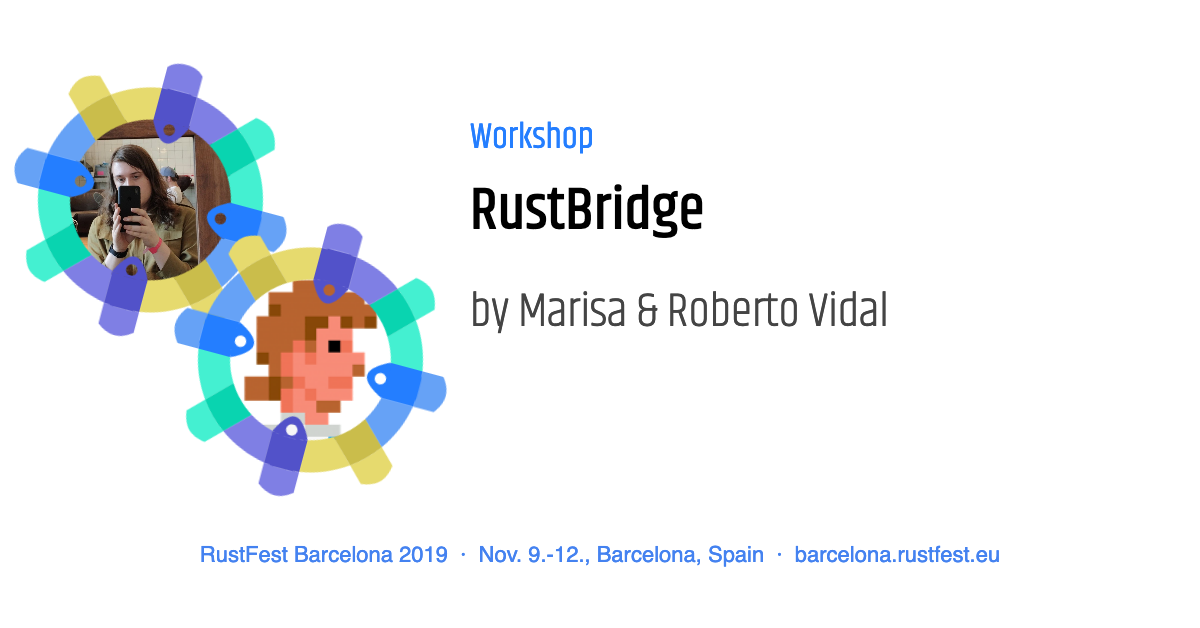 Workshop
RustBridge
by Marisa & Roberto Vidal
RustFest Barcelona 2019 · Nov. 9.-12., Barcelona, Spain · barcelona.rustfest.eu